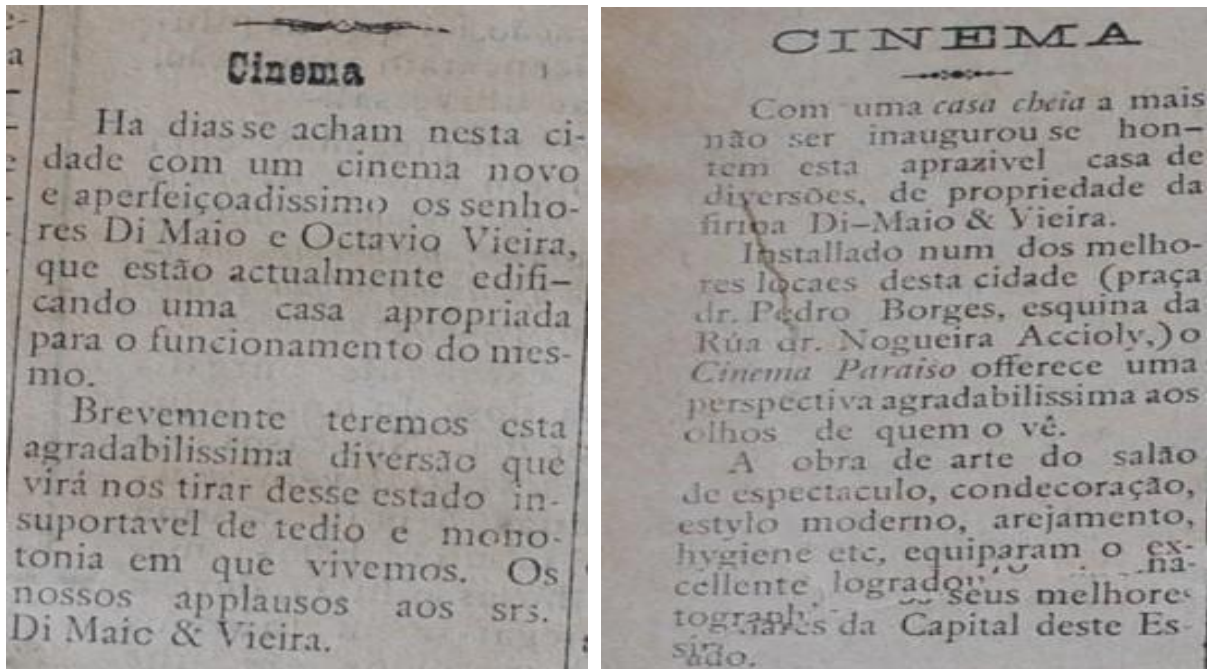 Cinema
Ha dias se acham nesta ci-
dade com um cinema novo
e aperfeiçoadissimo os senho-
res Di Maio e Octavio Vieira,
que estão actualmente edifi-
cando uma casa apropriada
para o funcionamento do mes-
mo.
Brevemente teremos esta
agradabilissima diversão que
virá nos tirar desse estado in-
suportavel de tedio e mono-
tonia em que vivemos. Os
nossos applausos aos srs.
Di Maio & Vieira.
CINEMA
Com uma casa cheia a mais
não ser inaugurou se hon-
tem esta aprazivel casa de
diversões, de propriedade da
firma Di-Maio & Vieira.
Installado num dos melho-
res locaes desta cidade (praça
dr. Pedro Borges, esquina da
Rúa dr. Nogueira Accioly,) o
Cinema Paraiso offerece uma
perspectiva agradabilissima aos
olhos de quem o vê.
A obra de arte do salão
de espectaculo, condecoração,
estylo moderno, arejamento,
hygiene etc, equiparam o ex-
cellente na-
seus melhores
da Capital deste Es-